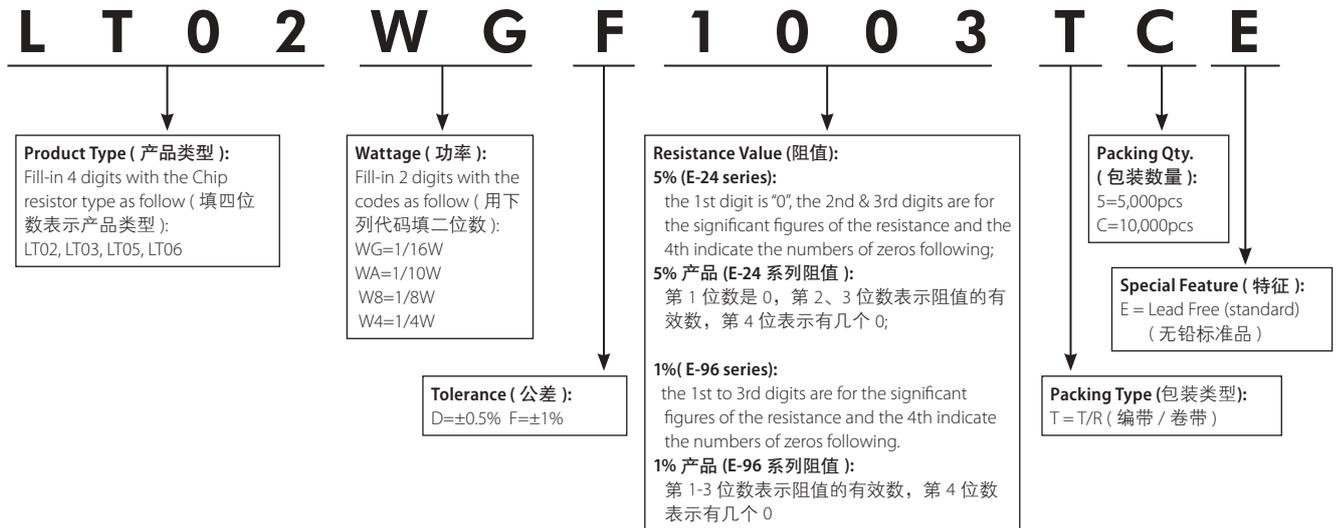 L T 0 2 W G F 1 0 0 3 T C E
Product Type ( 产品类型 ):
Fill-in 4 digits with the Chip
resistor type as follow ( 填四位
数表示产品类型 ):
LT02, LT03, LT05, LT06
Wattage ( 功率 ):
Fill-in 2 digits with the
codes as follow ( 用下
列代码填二位数 ):
WG=1/16W
WA=1/10W
W8=1/8W
W4=1/4W
Tolerance ( 公差 ):
D=±0.5% F=±1%
Resistance Value (阻值):
5% (E-24 series):
the 1st digit is “0”, the 2nd & 3rd digits are for
the significant figures of the resistance and the
4th indicate the numbers of zeros following;
5% 产品 (E-24 系列阻值 ):
第 1 位数是 0，第 2、3 位数表示阻值的有
效数，第 4 位表示有几个 0;
1%( E-96 series):
the 1st to 3rd digits are for the significant
figures of the resistance and the 4th indicate
the numbers of zeros following.
1% 产品 (E-96 系列阻值 ):
第 1-3 位数表示阻值的有效数，第 4 位数
表示有几个 0
Packing Qty.
( 包装数量 ):
5=5,000pcs
C=10,000pcs
Special Feature ( 特征 ):
E = Lead Free (standard)
( 无铅标准品 )
Packing Type (包装类型):
T = T/R ( 编带 / 卷带 )